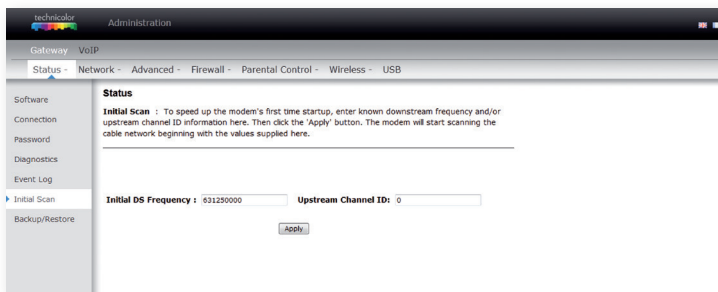 technicolor
Administration
Gateway VoIP
Status - Network - Advanced - Firewall - Parental Control - Wireless - USB
Software
Connection
Password
Diagnostics
Event Log
Initial Scan
Backup/Restore
Status
Initial Scan : To speed up the modem's first time startup, enter known downstream frequency and/or
upstream channel ID information here. Then click the 'Apply' button. The modem will start scanning the
cable network beginning with the values supplied here.
Initial DS Frequency : 631250000 Upstream Channel ID: 0
Apply